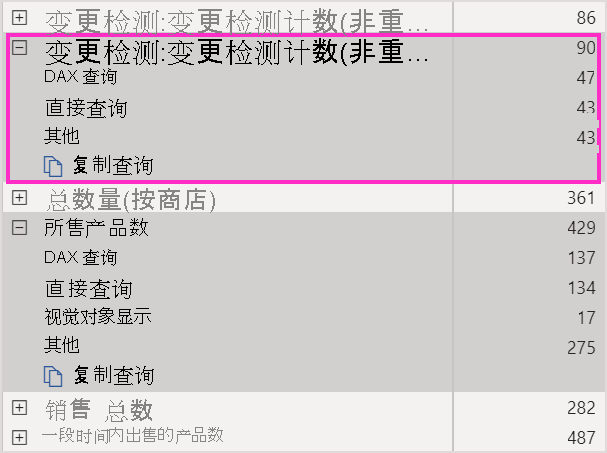 变更检测:变更检测计数(非重... 86
变更检测:变更检测计数(非重... 90
DAX 查询 47
直接查询 43
其他 43
复制查询
总数量(按商店) 361
所售产品数 429
DAX 查询 137
直接查询 134
视觉对象显示 17
其他 275
复制查询
销售 总数 282
一段时间内出售的产品数 487